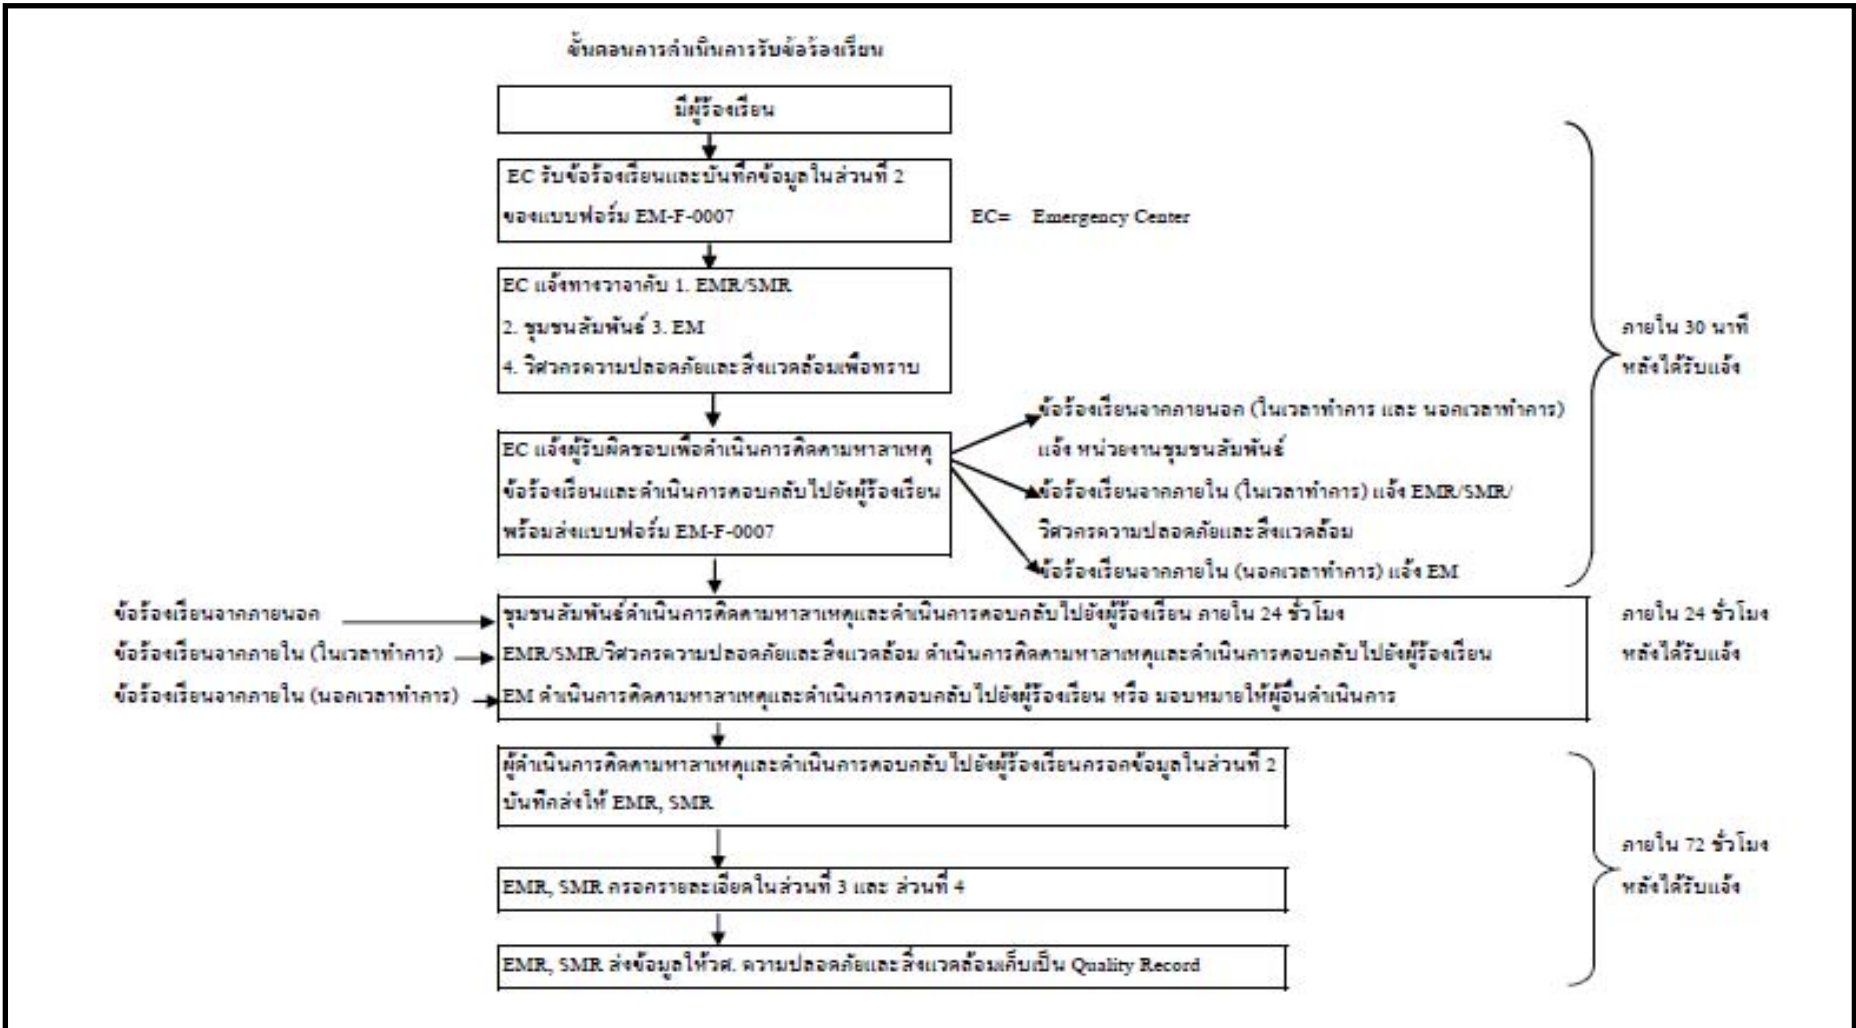 ขั้นตอนการดำเนินการรับข้อร้องเรียน
มีผู้ร้องเรียน
EC รับข้อร้องเรียนและบันทึกข้อมูลในส่วนที่ 2
ของแบบฟอร์ม EM-F-0007
EC= Emergency Center
EC แจ้งทางวาจากับ 1. EMR/SMR
2. ชุมชนสัมพันธ์ 3. EM
4. วิศวกรความปลอดภัยและสิ่งแวดล้อมเพื่อทราบ
ภายใน 30 นาที
หลังได้รับแจ้ง
EC แจ้งผู้รับผิดชอบเพื่อดำเนินการติดตามหาสาเหตุ
ข้อร้องเรียนและดำเนินการตอบกลับไปยังผู้ร้องเรียน
พร้อมส่งแบบฟอร์ม EM-F-0007
ข้อร้องเรียนจากภายนอก (ในเวลาทำการ และ นอกเวลาทำการ)
แจ้ง หน่วยงานชุมชนสัมพันธ์
ข้อร้องเรียนจากภายใน (ในเวลาทำการ) แจ้ง EMR/SMR/
วิศวกรความปลอดภัยและสิ่งแวดล้อม
ข้อร้องเรียนจากภายใน (นอกเวลาทำการ) แจ้ง EM
ข้อร้องเรียนจากภายนอก
ชุมชนสัมพันธ์ดำเนินการติดตามหาสาเหตุและดำเนินการตอบกลับไปยังผู้ร้องเรียน ภายใน 24 ชั่วโมง
ข้อร้องเรียนจากภายใน (ในเวลาทำการ)
EMR/SMR/วิศวกรความปลอดภัยและสิ่งแวดล้อม ดำเนินการติดตามหาสาเหตุและดำเนินการตอบกลับไปยังผู้ร้องเรียน
ข้อร้องเรียนจากภายใน (นอกเวลาทำการ)
EM ดำเนินการติดตามหาสาเหตุและดำเนินการตอบกลับไปยังผู้ร้องเรียน หรือ มอบหมายให้ผู้อื่นดำเนินการ
ภายใน 24 ชั่วโมง
หลังได้รับแจ้ง
ผู้ดำเนินการติดตามหาสาเหตุและดำเนินการตอบกลับไปยังผู้ร้องเรียนกรอกข้อมูลในส่วนที่ 2
บันทึกส่งให้ EMR, SMR
EMR, SMR กรอกรายละเอียดในส่วนที่ 3 และ ส่วนที่ 4
ภายใน 72 ชั่วโมง
หลังได้รับแจ้ง
EMR, SMR ส่งข้อมูลให้วศ. ความปลอดภัยและสิ่งแวดล้อมเก็บเป็น Quality Record